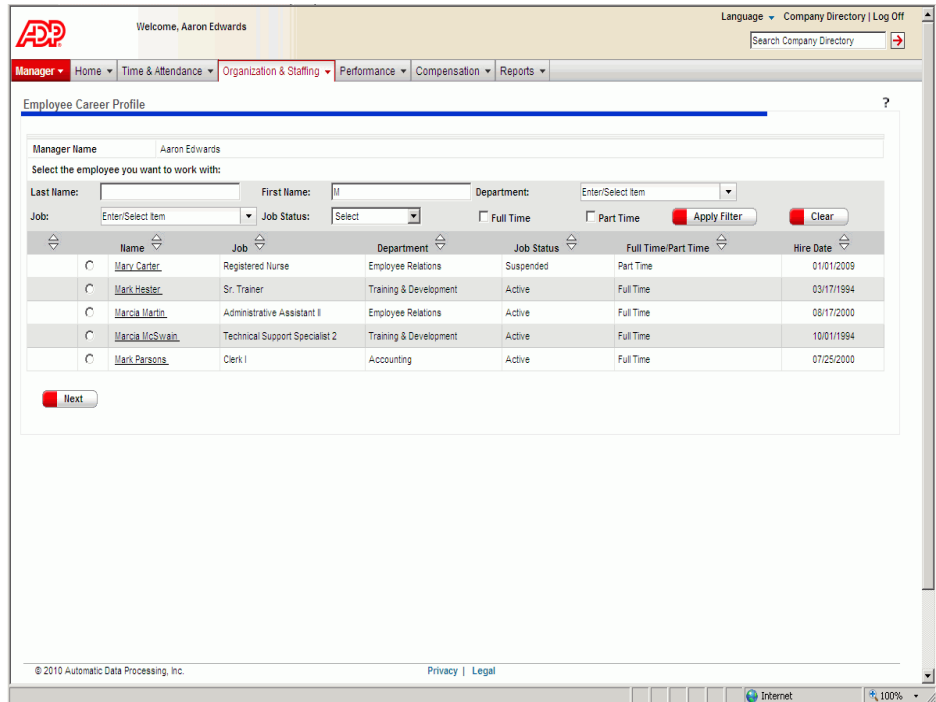 Language Company Directory | Log Off
ADP
Welcome, Aaron Edwards
Search Company Directory
Manager Home Time & Attendance Organization & Staffing Performance Compensation Reports
Employee Career Profile ?
Manager Name Aaron Edwards
Select the employee you want to work with:
Last Name: First Name: M Department: Enter/Select Item
Job: Enter/Select Item Job Status: Select Full Time Part Time Apply Filter Clear
Name Job Department Job Status Full Time/Part Time Hire Date
Mary Carter Registered Nurse Employee Relations Suspended Part Time 01/01/2009
Mark Hester Sr. Trainer Training & Development Active Full Time 03/17/1994
Marcia Martin Administrative Assistant II Employee Relations Active Full Time 08/17/2000
Marcia McSwain Technical Support Specialist 2 Training & Development Active Full Time 10/01/1994
Mark Parsons Clerk I Accounting Active Full Time 07/25/2000
Next
© 2010 Automatic Data Processing, Inc. Privacy | Legal
Internet 100%